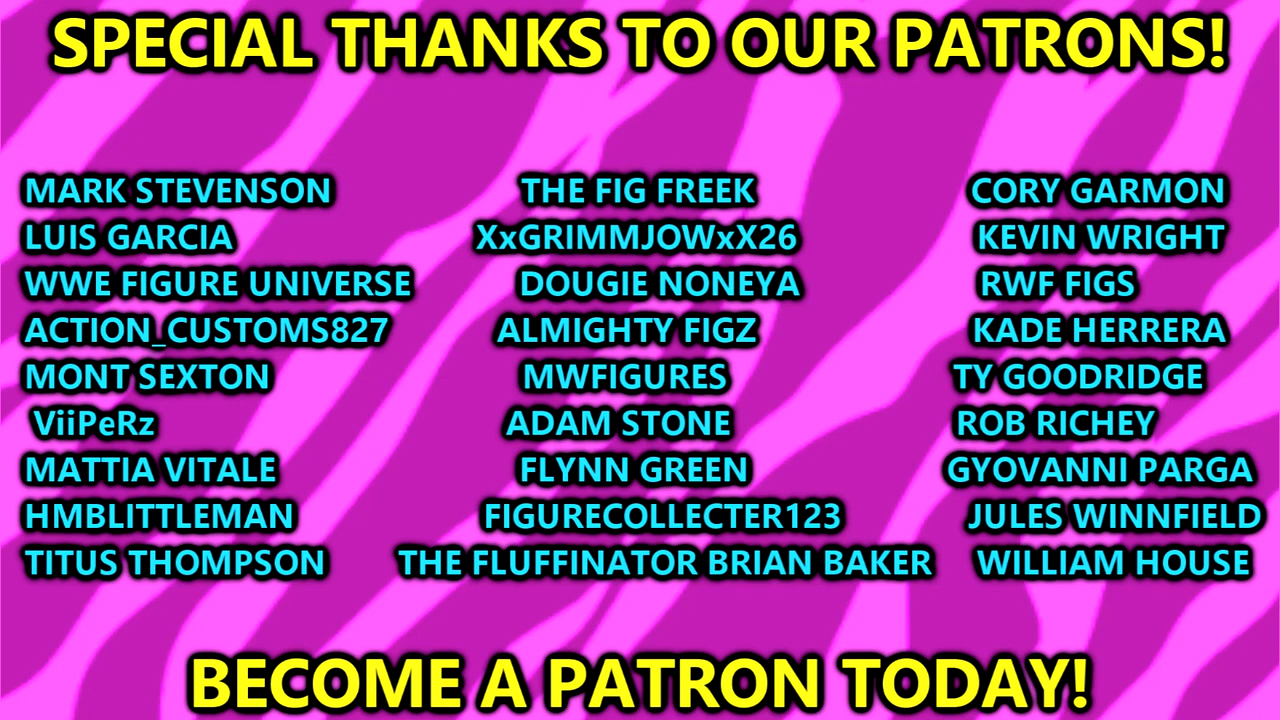 SPECIAL THANKS TO OUR PATRONS!
MARK STEVENSON THE FIG FREEK CORY GARMON
LUIS GARCIA XxGRIMMJOWxX26 KEVIN WRIGHT
WWE FIGURE UNIVERSE DOUGIE NONEYA RWF FIGS
ACTION_CUSTOMS827 ALMIGHTY FIGZ KADE HERRERA
MONT SEXTON MWFIGURES TY GOODRIDGE
ViiPeRz ADAM STONE ROB RICHEY
MATTIA VITALE FLYNN GREEN GYOVANNI PARGA
HMBLITTLEMAN FIGURECOLLECTER123 JULES WINNFIELD
TITUS THOMPSON THE FLUFFINATOR BRIAN BAKER WILLIAM HOUSE
BECOME A PATRON TODAY!